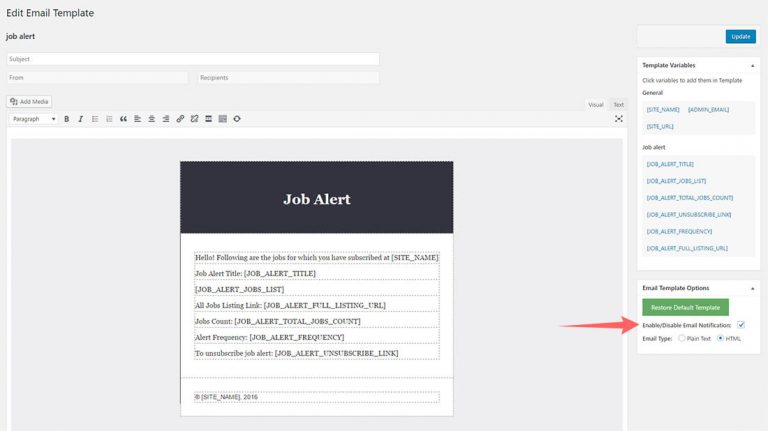 Edit Email Template
job alert
Subject
From Recipients
Add Media
Visual Text
Paragraph B I
Job Alert
Hello! Following are the jobs for which you have subscribed at [SITE_NAME]
Job Alert Title: [JOB_ALERT_TITLE]
[JOB_ALERT_JOBS_LIST]
All Jobs Listing Link: [JOB_ALERT_FULL_LISTING_URL]
Jobs Count: [JOB_ALERT_TOTAL_JOBS_COUNT]
Alert Frequency: [JOB_ALERT_FREQUENCY]
To unsubscribe job alert: [JOB_ALERT_UNSUBSCRIBE_LINK]
© [SITE_NAME], 2016
Update
Template Variables
Click variables to add them in Template
General
[SITE_NAME] [ADMIN_EMAIL]
[SITE_URL]
Job alert
[JOB_ALERT_TITLE]
[JOB_ALERT_JOBS_LIST]
[JOB_ALERT_TOTAL_JOBS_COUNT]
[JOB_ALERT_UNSUBSCRIBE_LINK]
[JOB_ALERT_FREQUENCY]
[JOB_ALERT_FULL_LISTING_URL]
Email Template Options
Restore Default Template
Enable/Disable Email Notification:
Email Type: Plain Text HTML